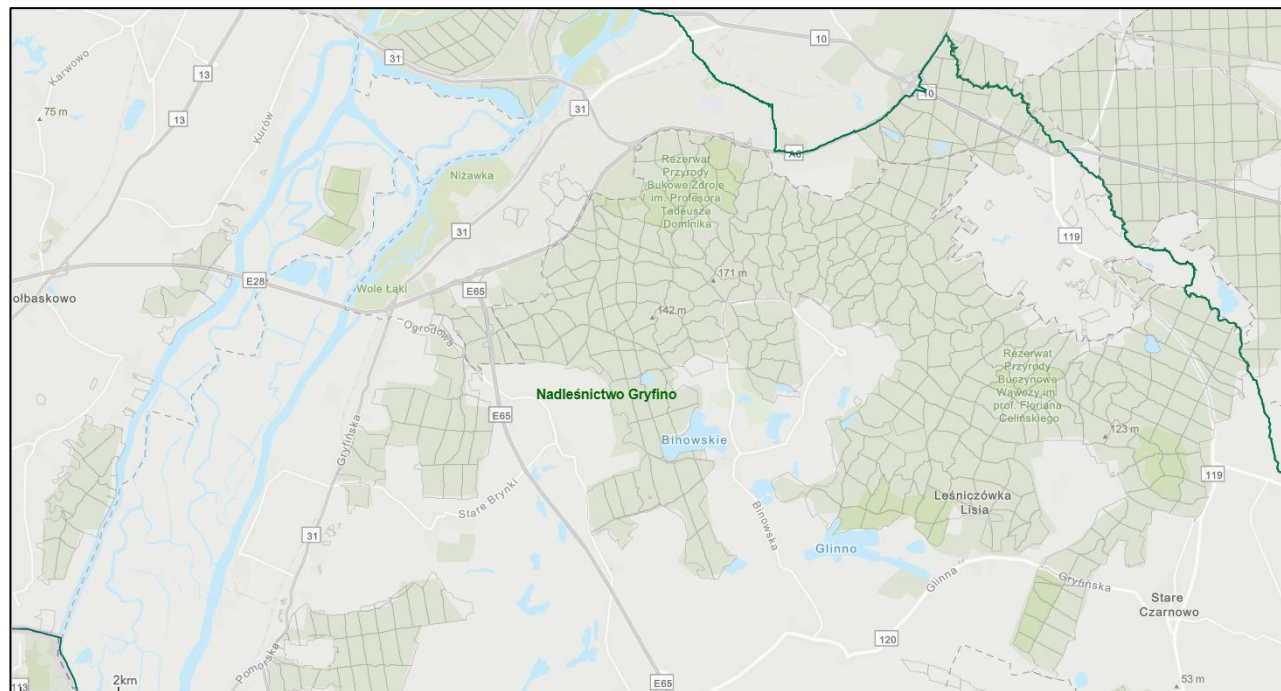 Karwowo
13
31
10
75 m
13
Kurów
31
10
A6
Rezerwat
Przyrody
Bukowe Zdroje
im. Profesora
Tadeusza
Dominika
Niżawka
31
119
E28
171 m
ołbaskowo
Wole Łąki
E65
Ogrodowa
142 m
Rezerwat
Przyrody
Buczynowe
Wąwozy im.
prof. Floriana
Celińskiego
Nadleśnictwo Gryfino
E65
Gryfińska
Binowskie
123 m
119
Stare Brynki
Binowska
Leśniczówka
Lisia
31
Glinno
Glinna
Gryfińska
Stare
Czarnowo
120
Pomorska
2km
13
E65
53 m